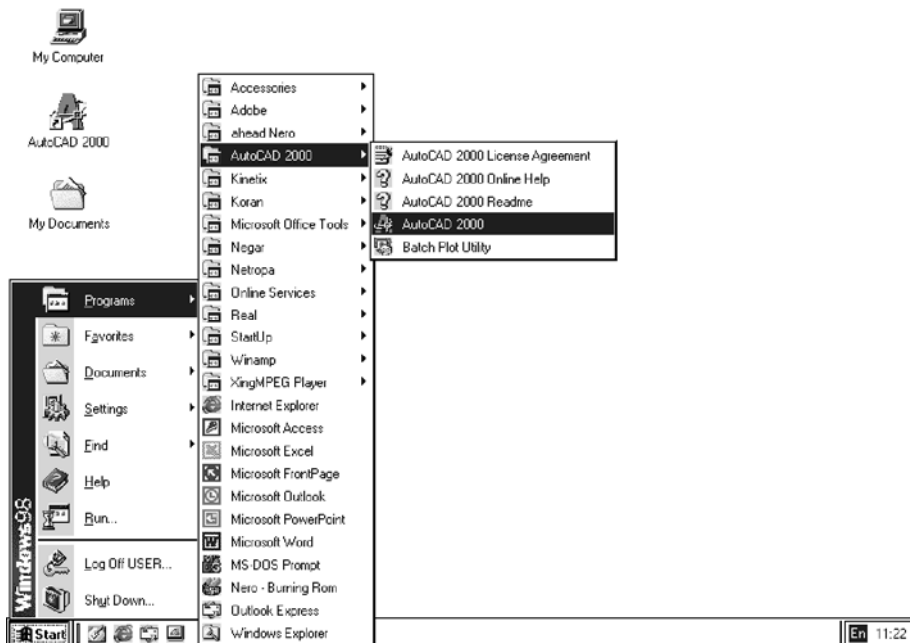 My Computer
AutoCAD 2000
My Documents
Programs
Favorites
Documents
Settings
Find
Help
Run...
Log Off USER...
Shut Down...
Windows98
Accessories
Adobe
ahead Nero
AutoCAD 2000
Kinetix
Koran
Microsoft Office Tools
Negar
Netropa
Online Services
Real
StartUp
Winamp
XingMPEG Player
Internet Explorer
Microsoft Access
Microsoft Excel
Microsoft FrontPage
Microsoft Outlook
Microsoft PowerPoint
Microsoft Word
MS-DOS Prompt
Nero - Burning Rom
Outlook Express
Windows Explorer
AutoCAD 2000 License Agreement
AutoCAD 2000 Online Help
AutoCAD 2000 Readme
AutoCAD 2000
Batch Plot Utility
Start
En 11:22